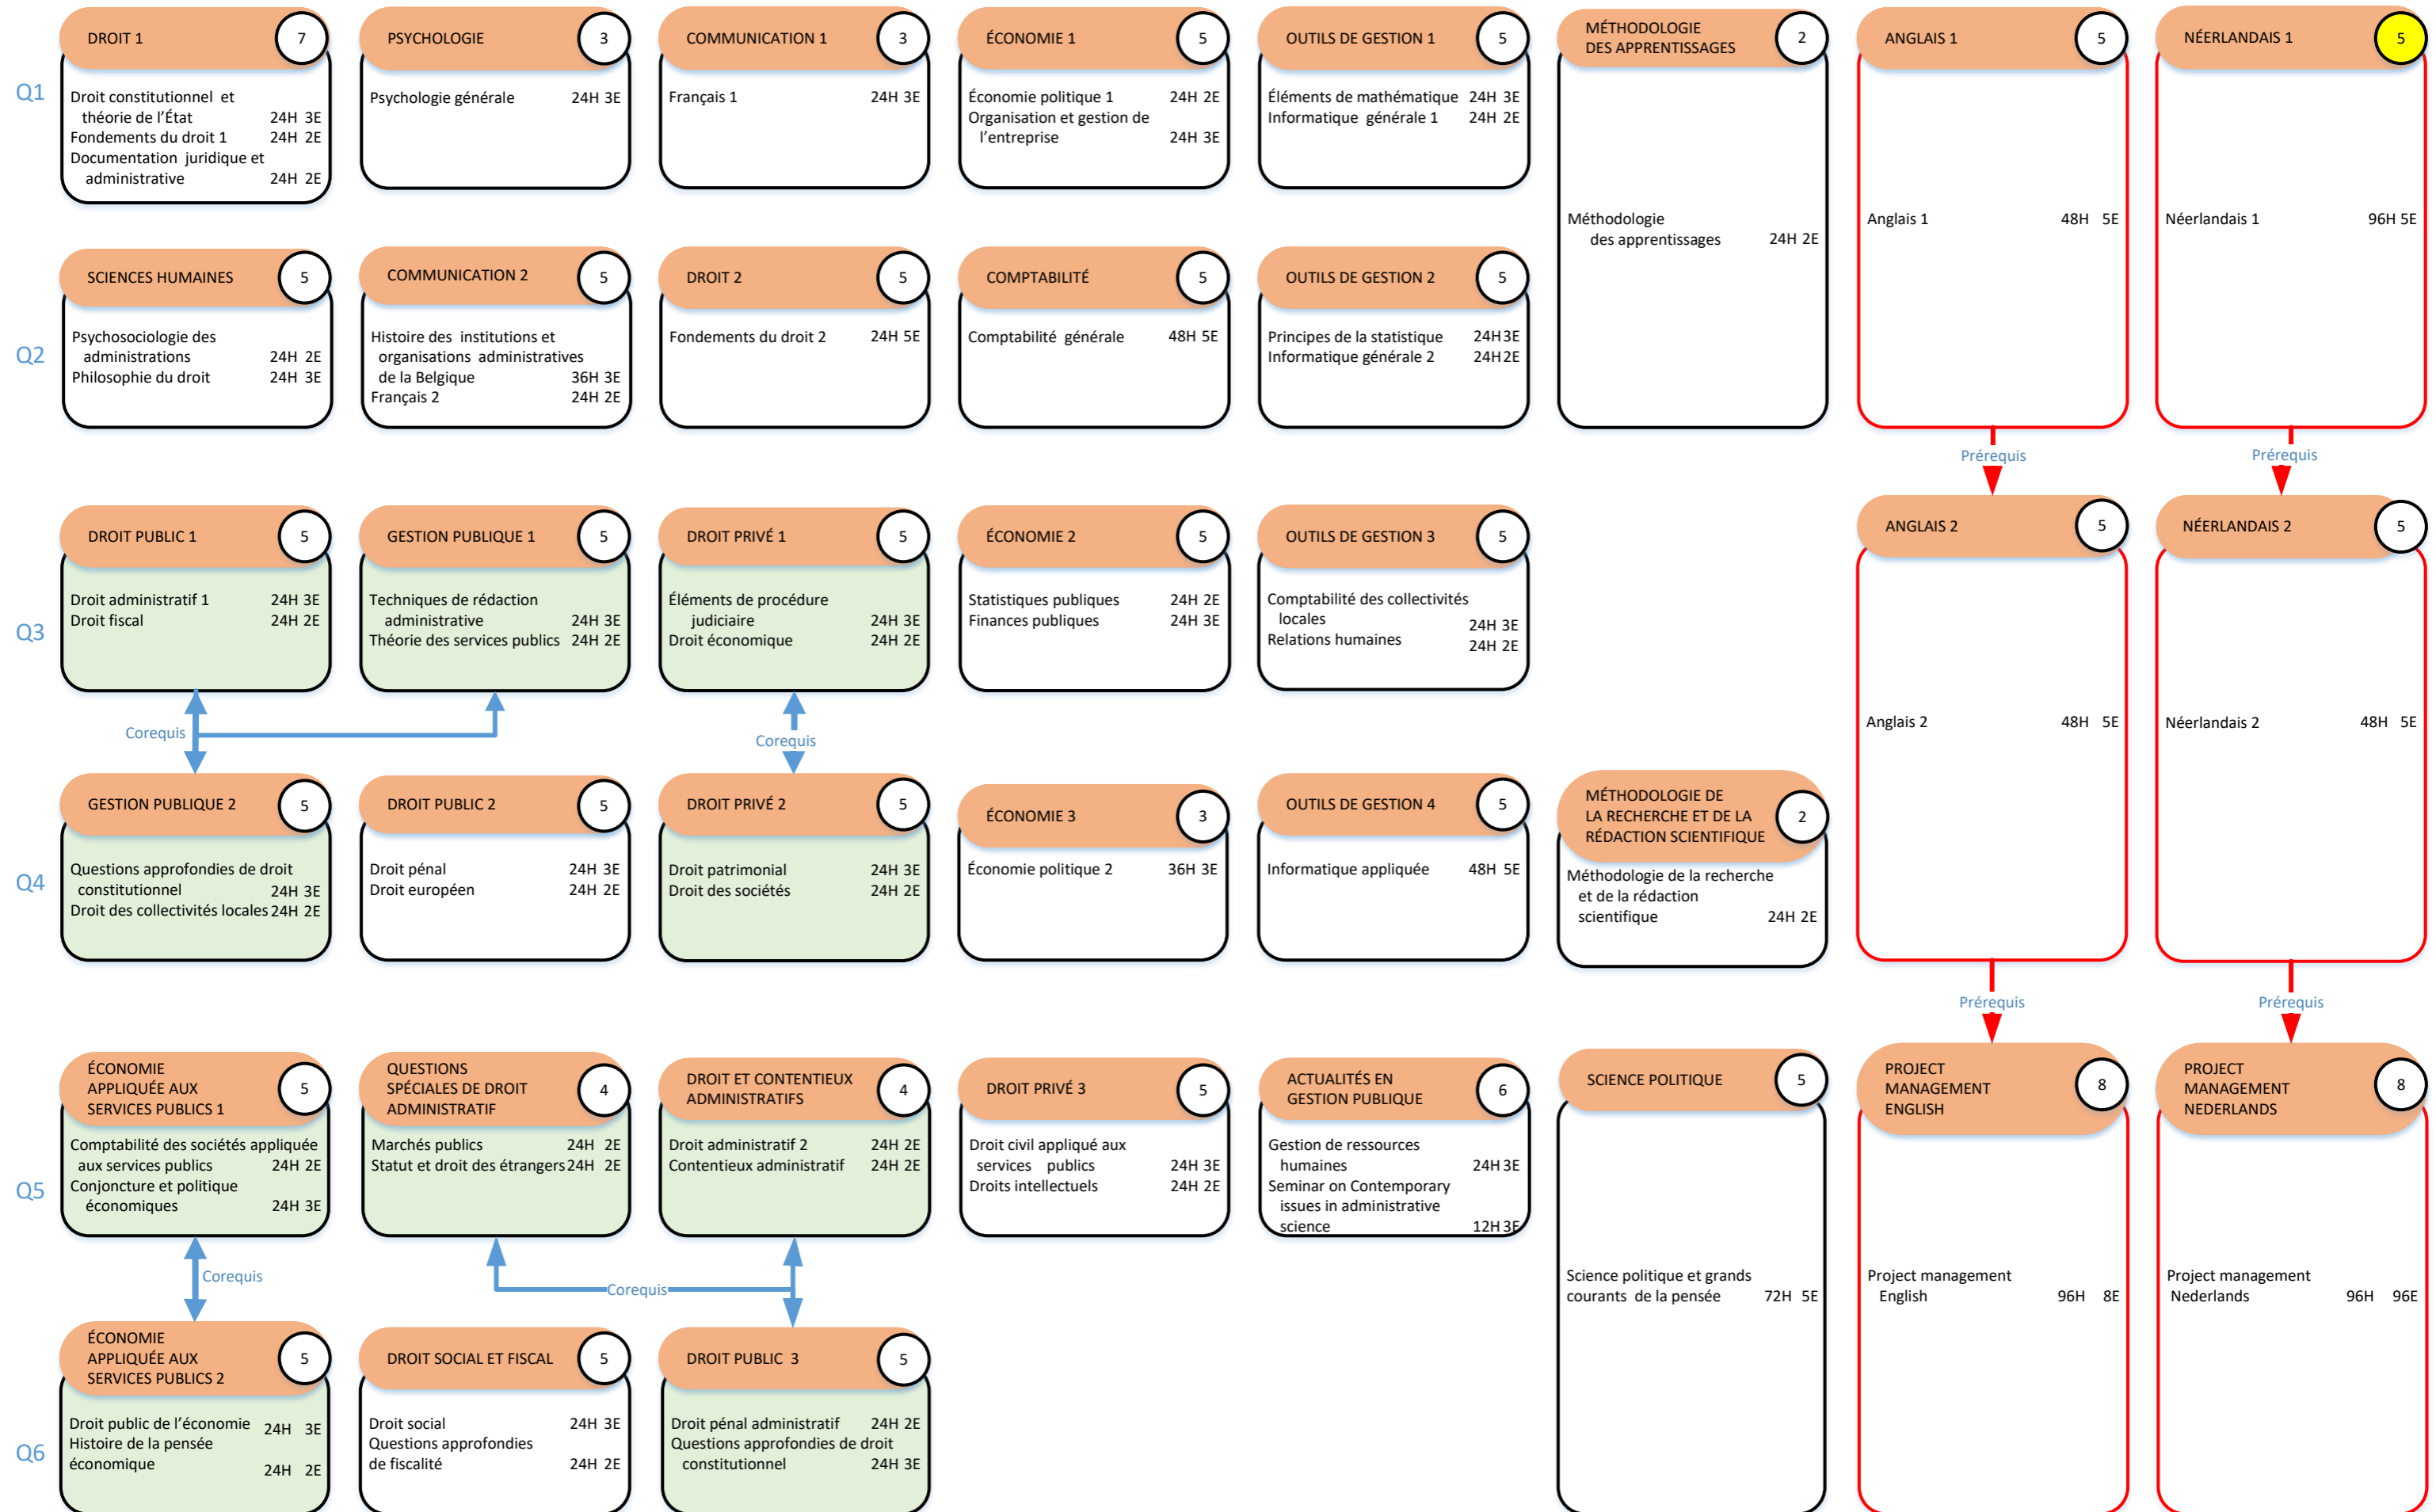 Q1
DROIT 1 7
Droit constitutionnel et
théorie de l'État 24H 3E
Fondements du droit 1 24H 2E
Documentation juridique et
administrative 24H 2E
PSYCHOLOGIE 3
Psychologie générale 24H 3E
COMMUNICATION 1 3
Français 1 24H 3E
ÉCONOMIE 1 5
Économie politique 1 24H 2E
Organisation et gestion de
l'entreprise 24H 3E
OUTILS DE GESTION 1 5
Éléments de mathématique 24H 3E
Informatique générale 1 24H 2E
MÉTHODOLOGIE
DES APPRENTISSAGES 2
Méthodologie
des apprentissages 24H 2E
ANGLAIS 1 5
Anglais 1 48H 5E
NÉERLANDAIS 1 5
Néerlandais 1 96H 5E
Q2
SCIENCES HUMAINES 5
Psychosociologie des
administrations 24H 2E
Philosophie du droit 24H 3E
COMMUNICATION 2 5
Histoire des institutions et
organisations administratives
de la Belgique 36H 3E
Français 2 24H 2E
DROIT 2 5
Fondements du droit 2 24H 5E
COMPTABILITÉ 5
Comptabilité générale 48H 5E
OUTILS DE GESTION 2 5
Principes de la statistique 24H 3E
Informatique générale 2 24H 2E
Prérequis
Prérequis
Q3
DROIT PUBLIC 1 5
Droit administratif 1 24H 3E
Droit fiscal 24H 2E
GESTION PUBLIQUE 1 5
Techniques de rédaction
administrative 24H 3E
Théorie des services publics 24H 2E
DROIT PRIVÉ 1 5
Éléments de procédure
judiciaire 24H 3E
Droit économique 24H 2E
ÉCONOMIE 2 5
Statistiques publiques 24H 2E
Finances publiques 24H 3E
OUTILS DE GESTION 3 5
Comptabilité des collectivités
locales 24H 3E
Relations humaines 24H 2E
ANGLAIS 2 5
Anglais 2 48H 5E
NÉERLANDAIS 2 5
Néerlandais 2 48H 5E
Corequis
Corequis
Q4
GESTION PUBLIQUE 2 5
Questions approfondies de droit
constitutionnel 24H 3E
Droit des collectivités locales 24H 2E
DROIT PUBLIC 2 5
Droit pénal 24H 3E
Droit européen 24H 2E
DROIT PRIVÉ 2 5
Droit patrimonial 24H 3E
Droit des sociétés 24H 2E
ÉCONOMIE 3 3
Économie politique 2 36H 3E
OUTILS DE GESTION 4 5
Informatique appliquée 48H 5E
MÉTHODOLOGIE DE
LA RECHERCHE ET DE LA 2
RÉDACTION SCIENTIFIQUE
Méthodologie de la recherche
et de la rédaction
scientifique 24H 2E
Prérequis
Prérequis
Q5
ÉCONOMIE
APPLIQUÉE AUX 5
SERVICES PUBLICS 1
Comptabilité des sociétés appliquée
aux services publics 24H 2E
Conjoncture et politique
économiques 24H 3E
QUESTIONS
SPÉCIALES DE DROIT 4
ADMINISTRATIF
Marchés publics 24H 2E
Statut et droit des étrangers 24H 2E
DROIT ET CONTENTIEUX
ADMINISTRATIFS 4
Droit administratif 2 24H 2E
Contentieux administratif 24H 2E
DROIT PRIVÉ 3 5
Droit civil appliqué aux
services publics 24H 3E
Droits intellectuels 24H 2E
ACTUALITÉS EN
GESTION PUBLIQUE 6
Gestion de ressources
humaines 24H 3E
Seminar on Contemporary
issues in administrative
science 12H 3E
SCIENCE POLITIQUE 5
Science politique et grands
courants de la pensée 72H 5E
PROJECT
MANAGEMENT 8
ENGLISH
Project management
English 96H 8E
PROJECT
MANAGEMENT 8
NEDERLANDS
Project management
Nederlands 96H 96E
Corequis
Corequis
Q6
ÉCONOMIE
APPLIQUÉE AUX 5
SERVICES PUBLICS 2
Droit public de l'économie 24H 3E
Histoire de la pensée
économique 24H 2E
DROIT SOCIAL ET FISCAL 5
Droit social 24H 3E
Questions approfondies
de fiscalité 24H 2E
DROIT PUBLIC 3 5
Droit pénal administratif 24H 2E
Questions approfondies de droit
constitutionnel 24H 3E